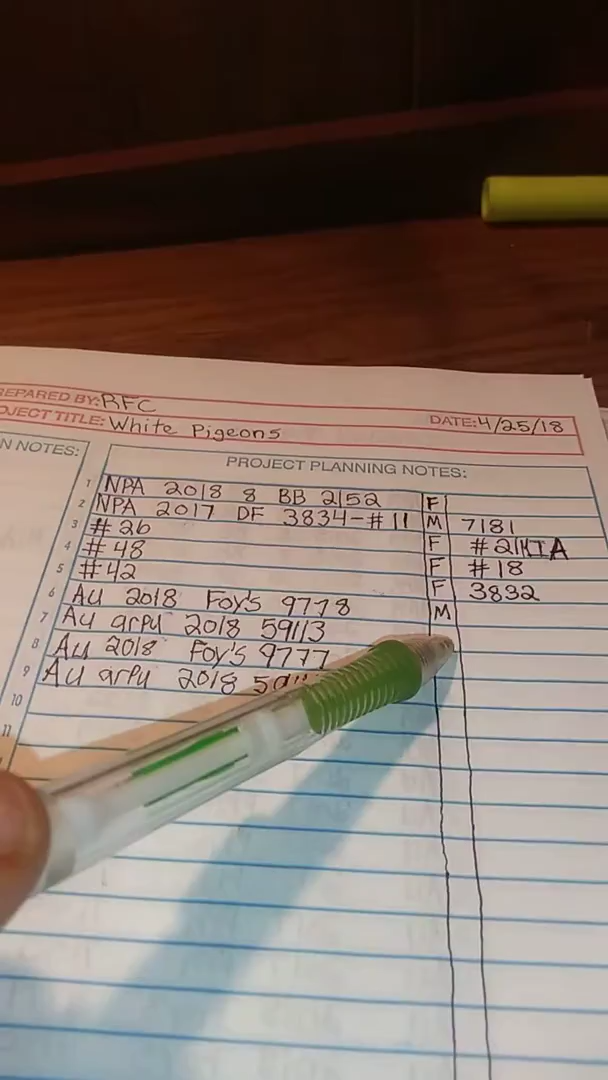 REPARED BY: RFC
DATE: 4/25/18
OJECT TITLE: White Pigeons
N NOTES:
PROJECT PLANNING NOTES:
1 NPA 2018 8 BB 2152 F
2 NPA 2017 DF 3834-#11 M 7181
3 #26 F #21KIA
4 #48 F #18
5 #42 F 3832
6 Au 2018 Foy's 9778 M
7 Au arpu 2018 59113
8 Au 2018 Foy's 9777
9 Au arpu 2018
10
11